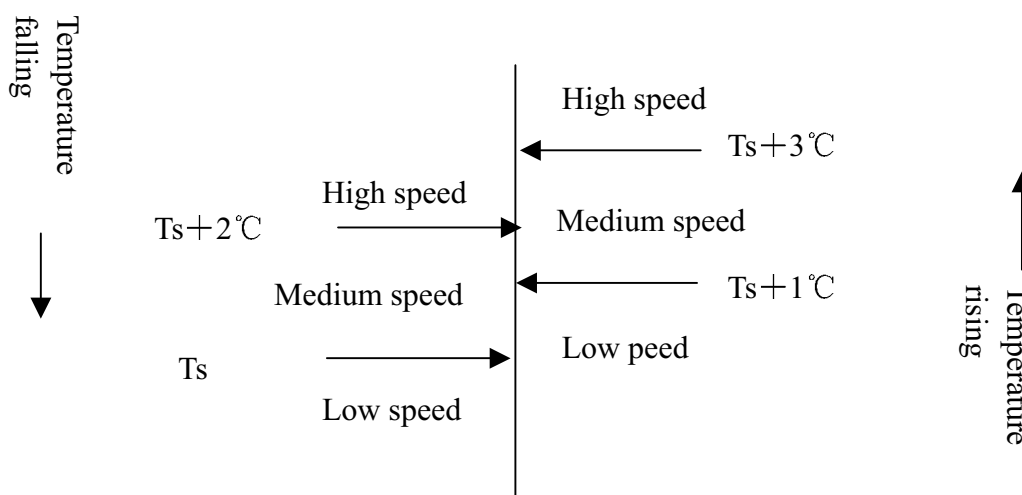 Temperature
falling
High speed
Ts+3℃
High speed
Ts+2℃
Medium speed
Medium speed
Ts+1℃
Low peed
Ts
Low speed
Temperature
rising